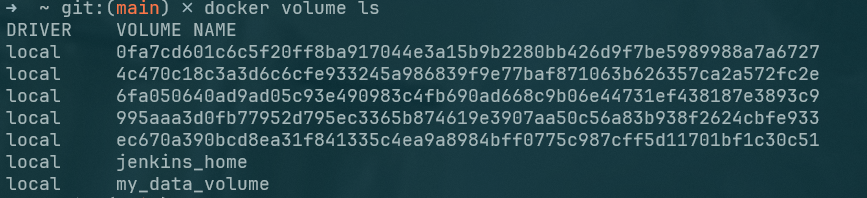 → ~ git:(main) × docker volume ls
DRIVER VOLUME NAME
local 0fa7cd601c6c5f20ff8ba917044e3a15b9b2280bb426d9f7be5989988a7a6727
local 4c470c18c3a3d6c6cfe933245a986839f9e77baf871063b626357ca2a572fc2e
local 6fa050640ad9ad05c93e490983c4fb690ad668c9b06e44731ef438187e3893c9
local 995aaa3d0fb77952d795ec3365b874619e3907aa50c56a83b938f2624cbfe933
local ec670a390bcd8ea31f841335c4ea9a8984bff0775c987cff5d11701bf1c30c51
local jenkins_home
local my_data_volume